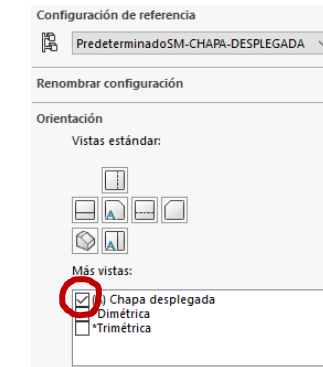 Configuración de referencia
PredeterminadoSM-CHAPA-DESPLEGADA
Renombrar configuración
Orientación
Vistas estándar:
A
A
Más vistas:
(A) Chapa desplegada
*Dimétrica
*Trimétrica